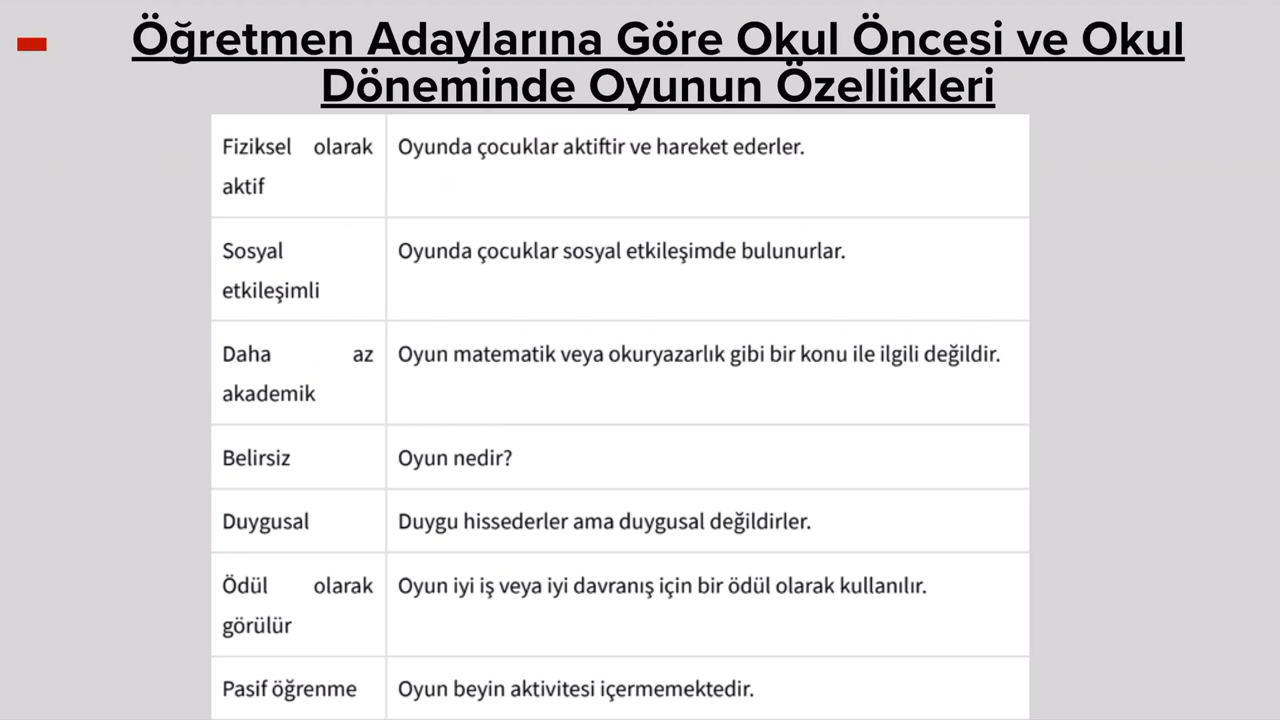 Öğretmen Adaylarına Göre Okul Öncesi ve Okul
Döneminde Oyunun Özellikleri
Fiziksel olarak
aktif
Oyunda çocuklar aktiftir ve hareket ederler.
Sosyal
etkileşimli
Oyunda çocuklar sosyal etkileşimde bulunurlar.
Daha az
akademik
Oyun matematik veya okuryazarlık gibi bir konu ile ilgili değildir.
Belirsiz
Oyun nedir?
Duygusal
Duygu hissederler ama duygusal değildirler.
Ödül olarak
görülür
Oyun iyi iş veya iyi davranış için bir ödül olarak kullanılır.
Pasif öğrenme
Oyun beyin aktivitesi içermemektedir.